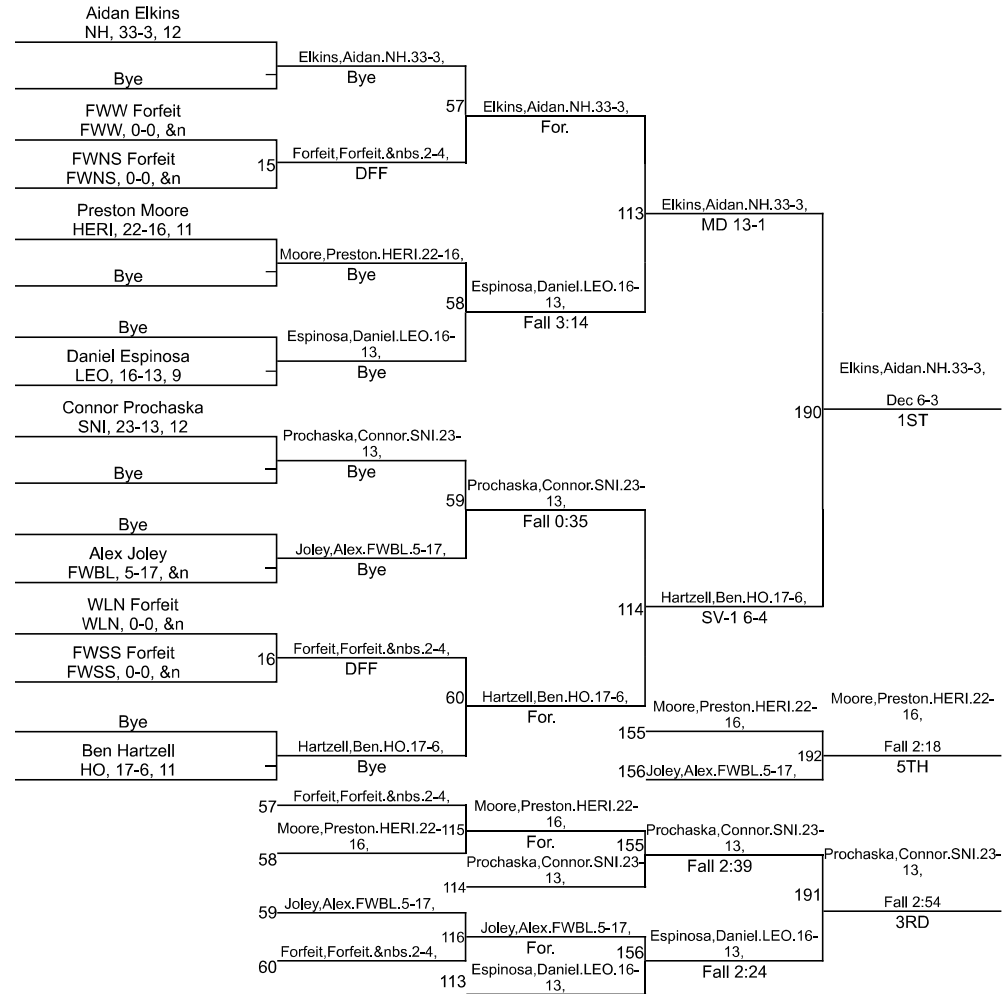 Aidan Elkins
NH, 33-3, 12
Bye
FWW Forfeit
FWW, 0-0, &n
FWNS Forfeit
FWNS, 0-0, &n
15
Preston Moore
HERI, 22-16, 11
Bye
Bye
Daniel Espinosa
LEO, 16-13, 9
Connor Prochaska
SNI, 23-13, 12
Bye
Bye
Alex Joley
FWBL, 5-17, &n
WLN Forfeit
WLN, 0-0, &n
FWSS Forfeit
FWSS, 0-0, &n
16
Bye
Ben Hartzell
HO, 17-6, 11
Elkins,Aidan.NH.33-3,
Bye
57
Forfeit,Forfeit.&nbs.2-4,
DFF
Moore,Preston.HERI.22-16,
Bye
58
Espinosa,Daniel.LEO.16-
13,
Bye
Prochaska,Connor.SNI.23-
13,
Bye
59
Joley,Alex.FWBL.5-17,
Bye
Forfeit,Forfeit.&nbs.2-4,
DFF
60
Hartzell,Ben.HO.17-6,
Bye
Elkins,Aidan.NH.33-3,
For.
113
Espinosa,Daniel.LEO.16-
13,
Fall 3:14
Prochaska,Connor.SNI.23-
13,
Fall 0:35
114
Hartzell,Ben.HO.17-6,
For.
Elkins,Aidan.NH.33-3,
MD 13-1
190
Hartzell,Ben.HO.17-6,
SV-1 6-4
Elkins,Aidan.NH.33-3,
Dec 6-3
1ST
155
Moore,Preston.HERI.22-
16,
192
156
Joley,Alex.FWBL.5-17,
Moore,Preston.HERI.22-
16,
Fall 2:18
5TH
57
Forfeit,Forfeit.&nbs.2-4,
115
58
Moore,Preston.HERI.22-
16,
Moore,Preston.HERI.22-
16,
For.
155
114
Prochaska,Connor.SNI.23-
13,
59
Joley,Alex.FWBL.5-17,
116
60
Forfeit,Forfeit.&nbs.2-4,
Joley,Alex.FWBL.5-17,
For.
156
113
Espinosa,Daniel.LEO.16-
13,
Prochaska,Connor.SNI.23-
13,
Fall 2:39
191
Espinosa,Daniel.LEO.16-
13,
Fall 2:24
Prochaska,Connor.SNI.23-
13,
Fall 2:54
3RD